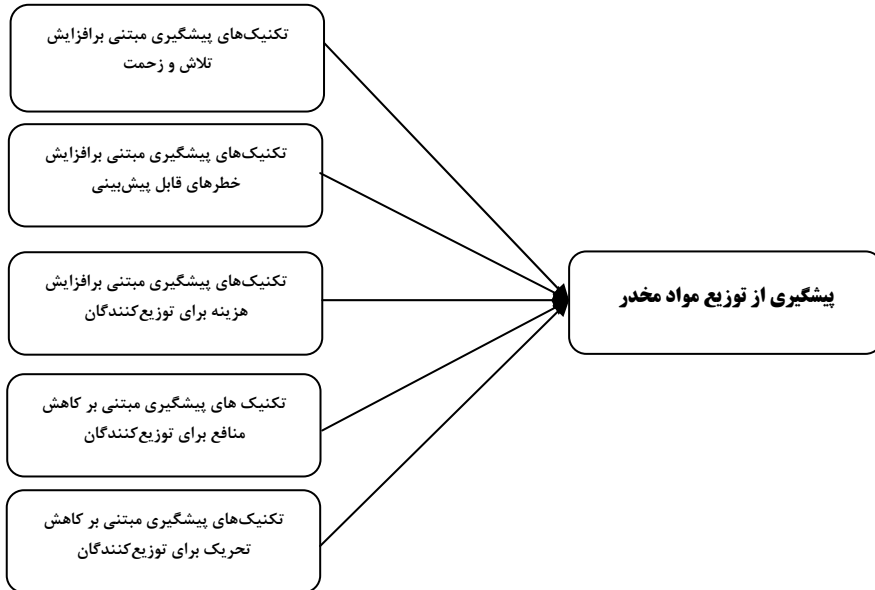 تکنیک‌های پیشگیری مبتنی برافزایش
تلاش و زحمت
تکنیک‌های پیشگیری مبتنی برافزایش
خطرهای قابل پیش‌بینی
تکنیک‌های پیشگیری مبتنی برافزایش
هزینه برای توزیع‌کنندگان
تکنیک های پیشگیری مبتنی بر کاهش
منافع برای توزیع‌کنندگان
تکنیک‌های پیشگیری مبتنی بر کاهش
تحریک برای توزیع‌کنندگان
پیشگیری از توزیع مواد مخدر